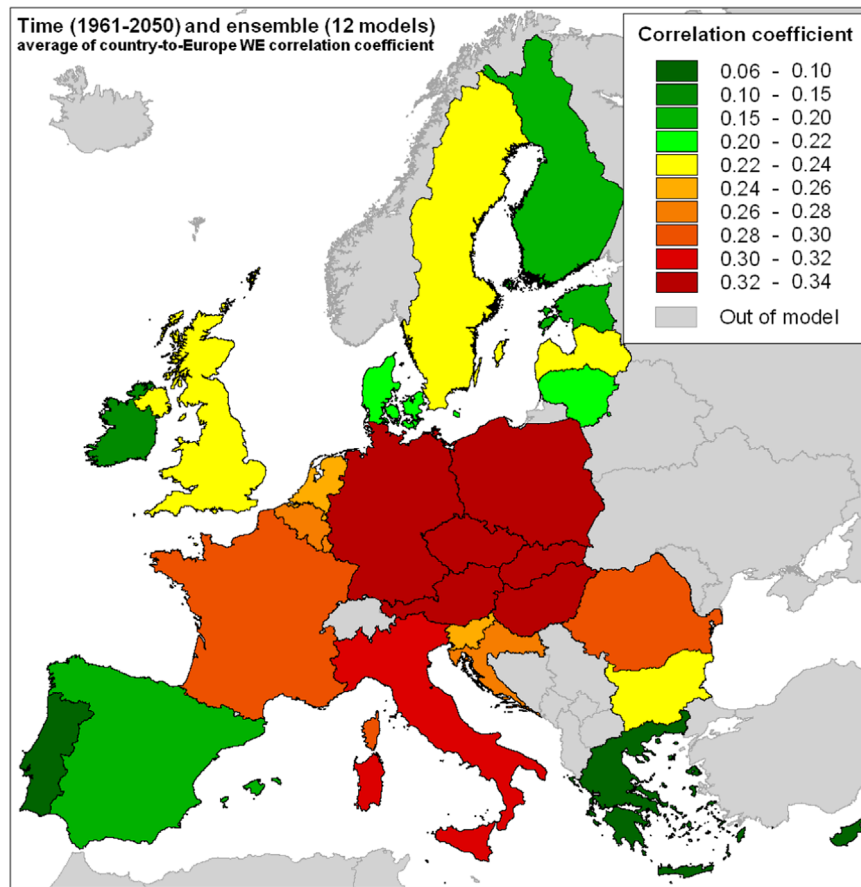 Time (1961-2050) and ensemble (12 models)
average of country-to-Europe WE correlation coefficient
Correlation coefficient
0.06 - 0.10
0.10 - 0.15
0.15 - 0.20
0.20 - 0.22
0.22 - 0.24
0.24 - 0.26
0.26 - 0.28
0.28 - 0.30
0.30 - 0.32
0.32 - 0.34
Out of model